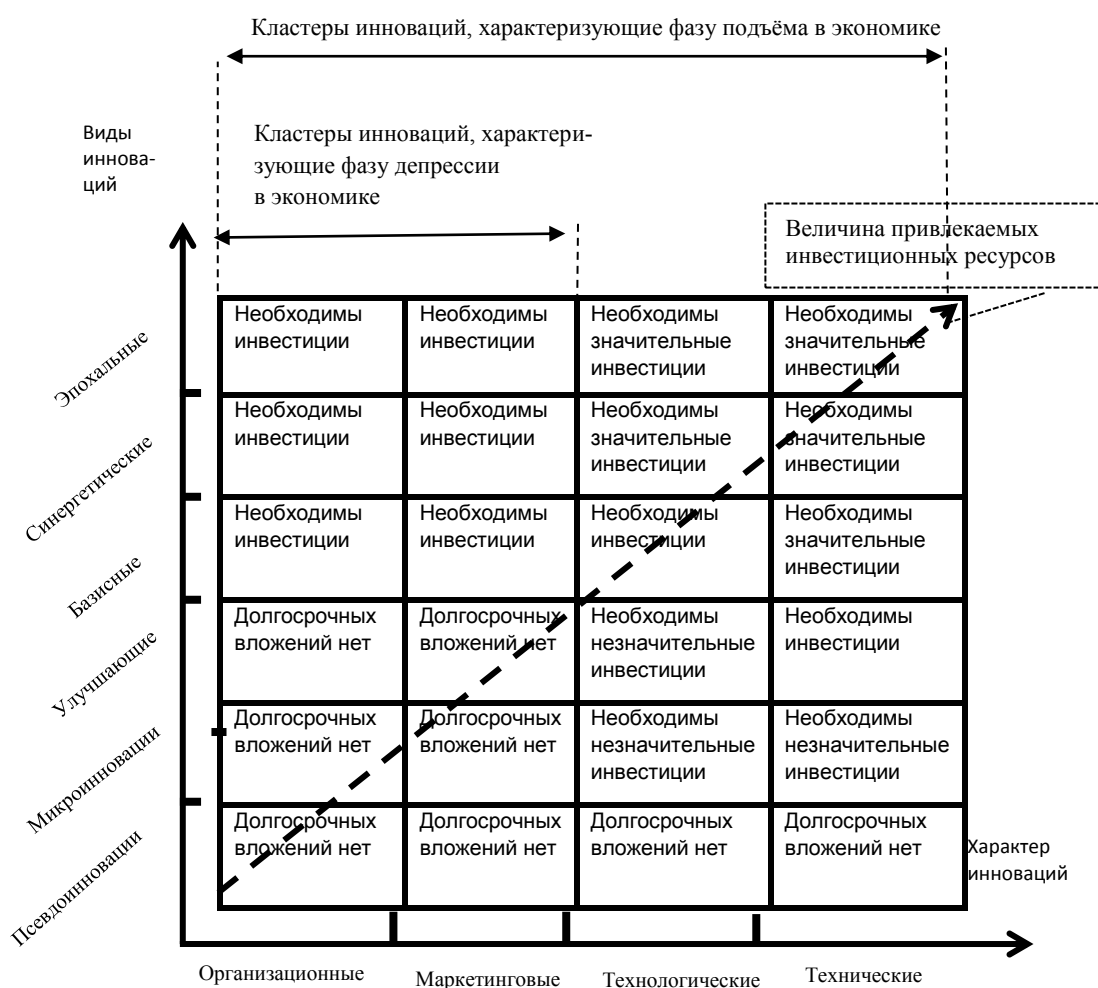 Кластеры инноваций, характеризующие фазу подъёма в экономике
Виды
иннова-
ций
Кластеры инноваций, характери-
зующие фазу депрессии
в экономике
Величина привлекаемых
инвестиционных ресурсов
Эпохальные
Необходимы
инвестиции
Необходимы
инвестиции
Необходимы
значительные
инвестиции
Необходимы
значительные
инвестиции
Синергетические
Необходимы
инвестиции
Необходимы
инвестиции
Необходимы
значительные
инвестиции
Необходимы
значительные
инвестиции
Базисные
Необходимы
инвестиции
Необходимы
инвестиции
Необходимы
инвестиции
Необходимы
значительные
инвестиции
Улучшающие
Долгосрочных
вложений нет
Долгосрочных
вложений нет
Необходимы
незначительные
инвестиции
Необходимы
инвестиции
Микроинновации
Долгосрочных
вложений нет
Долгосрочных
вложений нет
Необходимы
незначительные
инвестиции
Необходимы
незначительные
инвестиции
Псевдоинновации
Долгосрочных
вложений нет
Долгосрочных
вложений нет
Долгосрочных
вложений нет
Долгосрочных
вложений нет
Характер
инноваций
Организационные
Маркетинговые
Технологические
Технические